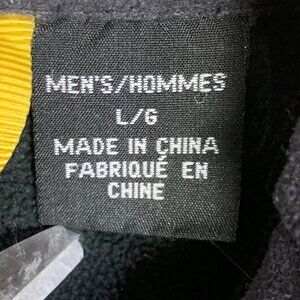 MEN'S/HOMMES
L/G
MADE IN CHINA
FABRIQUÉ EN
CHINE